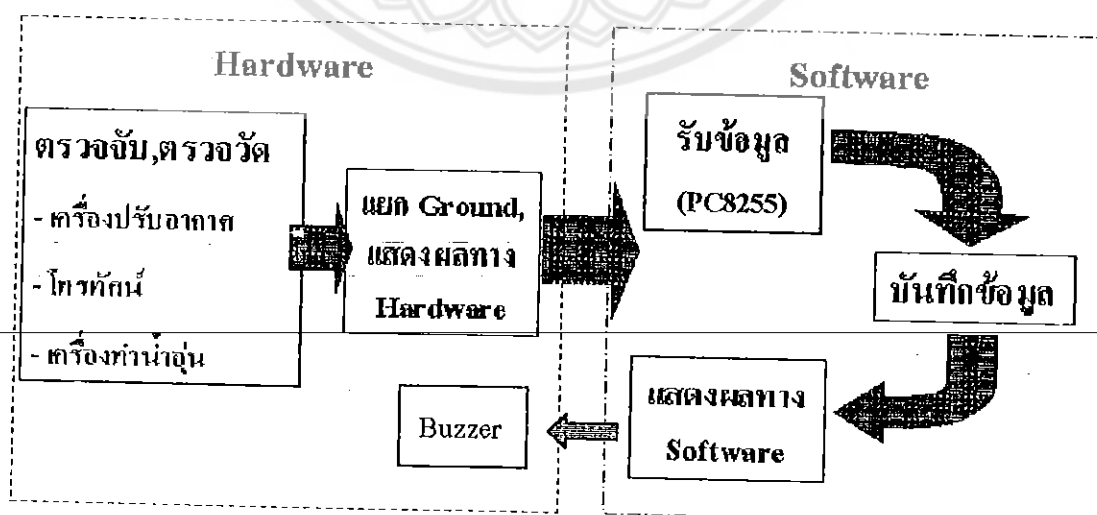 Hardware
ตรวจจับ,ตรวจวัด
- เครื่องปรับอากาศ
- โทรทัศน์
- เครื่องทำน้ำอุ่น
แยก Ground,
แสดงผลทาง
Hardware
Buzzer
Software
รับข้อมูล
(PC8255)
บันทึกข้อมูล
แสดงผลทาง
Software